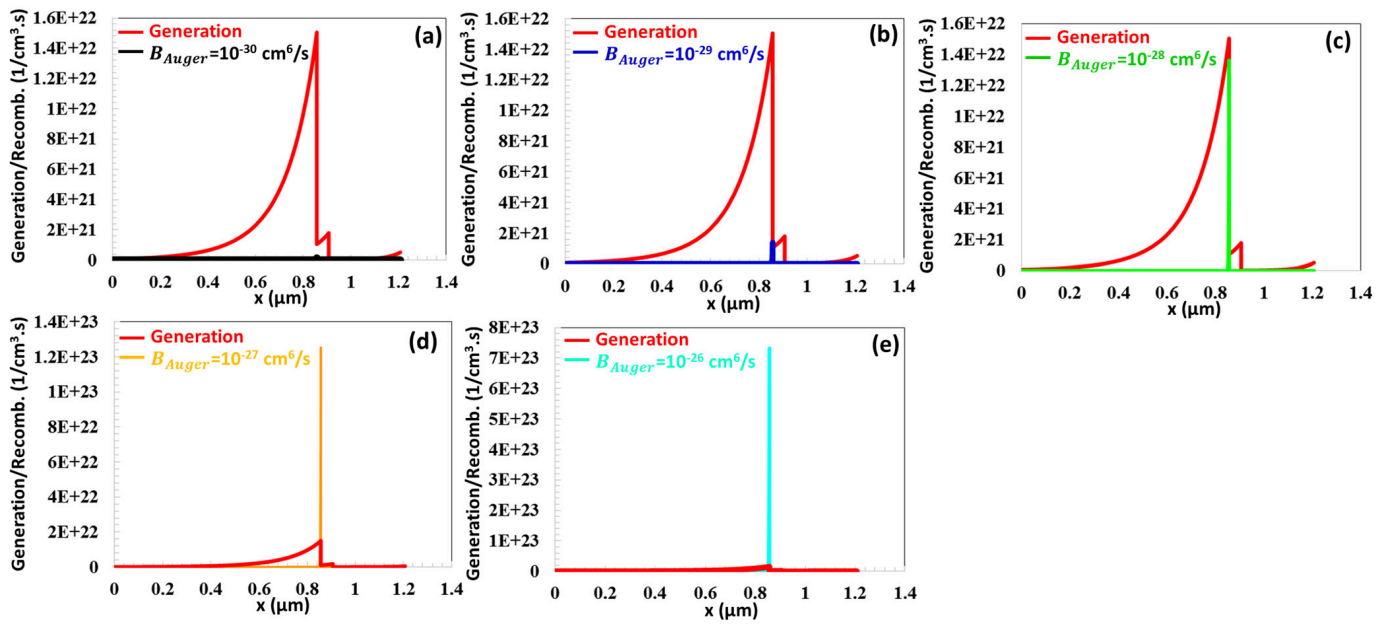 (a)
Generation
B_Auger=10⁻³⁰ cm⁶/s
Generation/Recomb. (1/cm³.s)
1.6E+22
1.4E+22
1.2E+22
1E+22
8E+21
6E+21
4E+21
2E+21
0
0 0.2 0.4 0.6 0.8 1 1.2 1.4
x (μm)
(b)
Generation
B_Auger=10⁻²⁹ cm⁶/s
Generation/Recomb. (1/cm³.s)
1.6E+22
1.4E+22
1.2E+22
1E+22
8E+21
6E+21
4E+21
2E+21
0
0 0.2 0.4 0.6 0.8 1 1.2 1.4
x (μm)
(c)
Generation
B_Auger=10⁻²⁸ cm⁶/s
Generation/Recomb. (1/cm³.s)
1.6E+22
1.4E+22
1.2E+22
1E+22
8E+21
6E+21
4E+21
2E+21
0
0 0.2 0.4 0.6 0.8 1 1.2 1.4
x (μm)
(d)
Generation
B_Auger=10⁻²⁷ cm⁶/s
Generation/Recomb. (1/cm³.s)
1.4E+23
1.2E+23
1E+23
8E+22
6E+22
4E+22
2E+22
0
0 0.2 0.4 0.6 0.8 1 1.2 1.4
x (μm)
(e)
Generation
B_Auger=10⁻²⁶ cm⁶/s
Generation/Recomb. (1/cm³.s)
8E+23
7E+23
6E+23
5E+23
4E+23
3E+23
2E+23
1E+23
0
0 0.2 0.4 0.6 0.8 1 1.2 1.4
x (μm)